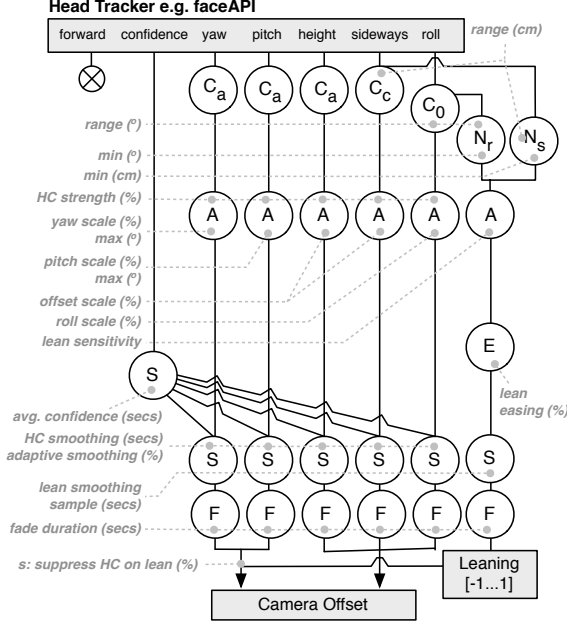 Head Tracker e.g. faceAPI
forward confidence yaw pitch height sideways roll
range (cm)
Ca Ca Ca Cc C0
range (º)
Nr Ns
min (º)
min (cm)
HC strength (%)
A A A A A A
yaw scale (%)
max (º)
pitch scale (%)
max (º)
offset scale (%)
roll scale (%)
lean sensitivity
E
S
lean
easing (%)
avg. confidence (secs)
HC smoothing (secs)
adaptive smoothing (%)
S S S S S S
lean smoothing
sample (secs)
F F F F F F
fade duration (secs)
s: suppress HC on lean (%)
Leaning
[-1...1]
Camera Offset